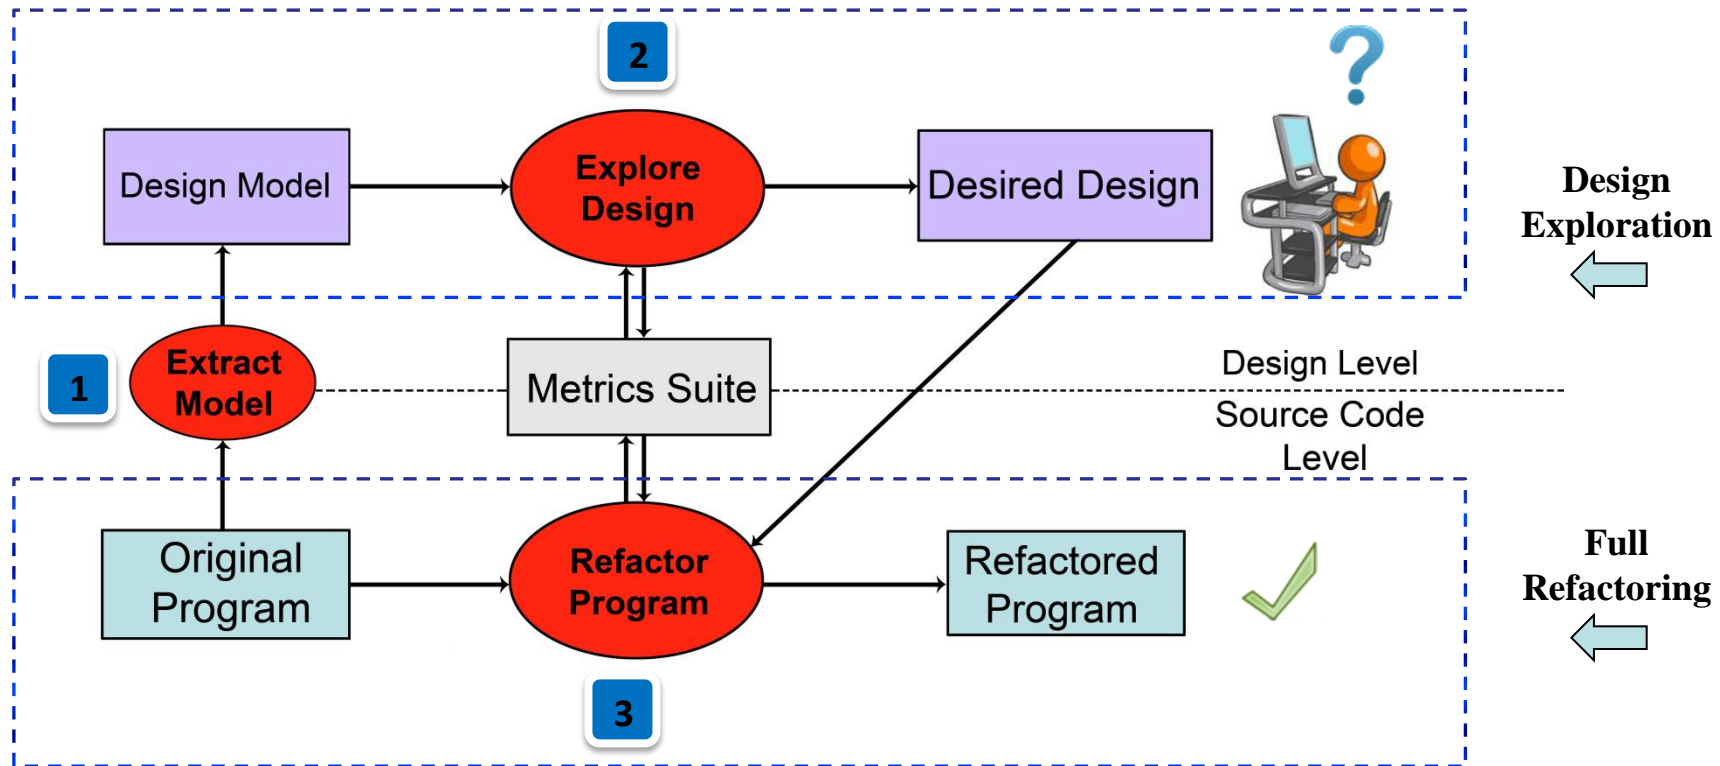 2
Design Model
Explore
Design
Desired Design
Design
Exploration
1
Extract
Model
Metrics Suite
Design Level
Source Code
Level
Original
Program
Refactor
Program
Refactored
Program
Full
Refactoring
3